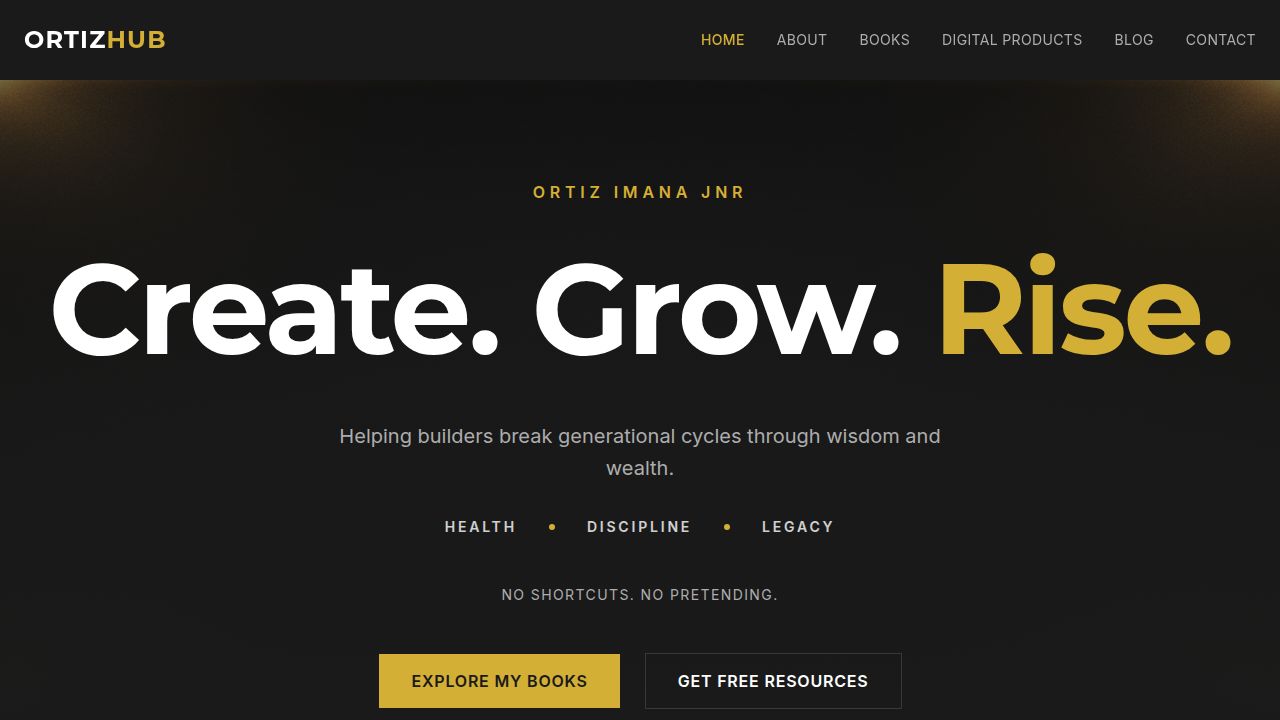 ORTIZHUB
HOME ABOUT BOOKS DIGITAL PRODUCTS BLOG CONTACT
ORTIZ IMANA JNR
Create. Grow. Rise.
Helping builders break generational cycles through wisdom and
wealth.
HEALTH • DISCIPLINE • LEGACY
NO SHORTCUTS. NO PRETENDING.
EXPLORE MY BOOKS GET FREE RESOURCES